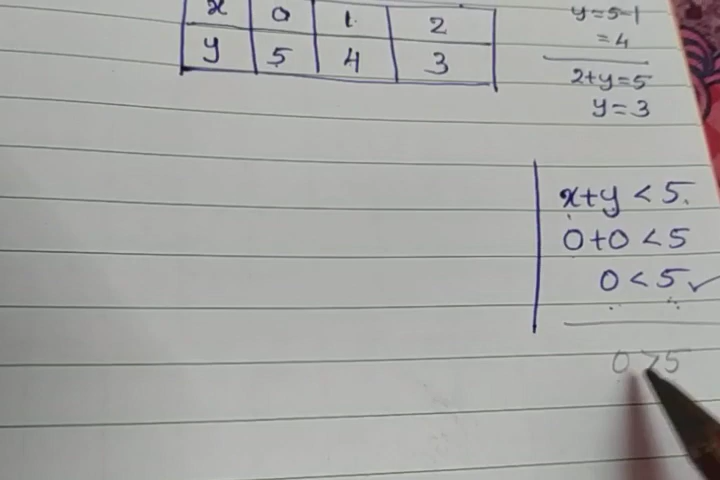 x 0 1 2
y 5 4 3
y=5-1
=4
2+y=5
y=3
x+y<5.
0+0<5
0<5✓
0>5